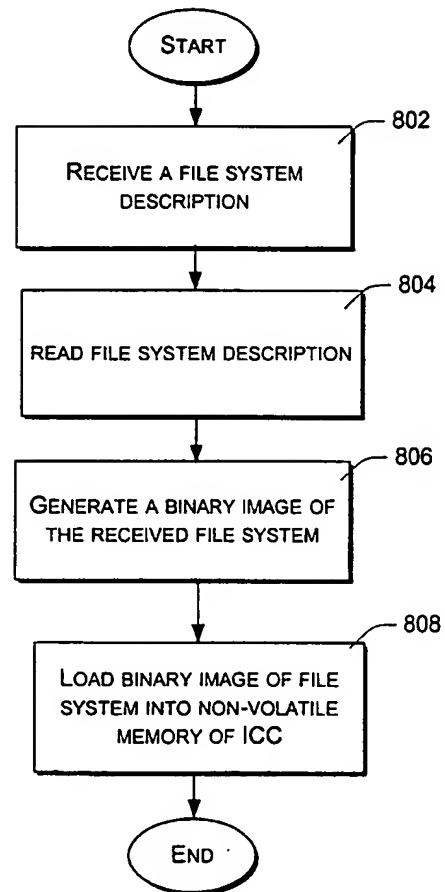 START
802
RECEIVE A FILE SYSTEM
DESCRIPTION
804
READ FILE SYSTEM DESCRIPTION
806
GENERATE A BINARY IMAGE OF
THE RECEIVED FILE SYSTEM
808
LOAD BINARY IMAGE OF FILE
SYSTEM INTO NON-VOLATILE
MEMORY OF ICC
END